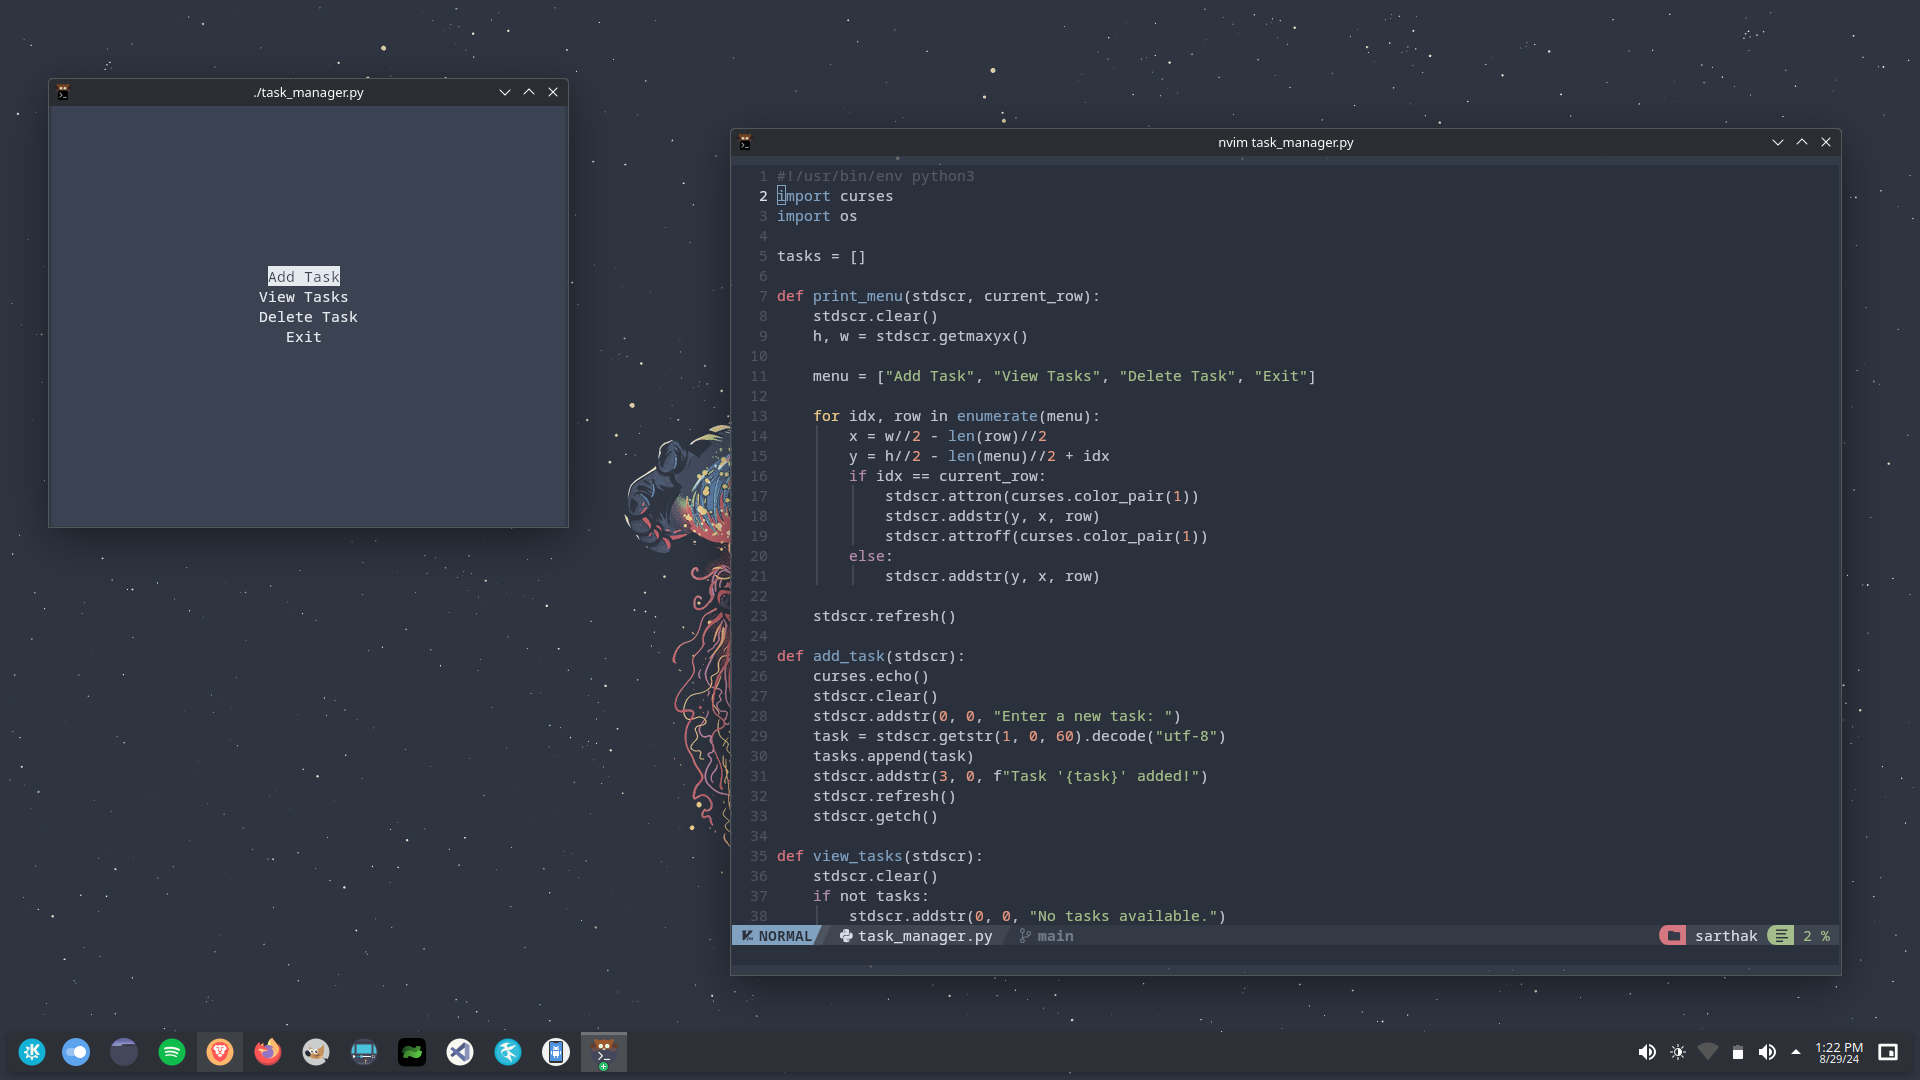 ./task_manager.py
Add Task
View Tasks
Delete Task
Exit
nvim task_manager.py
1 #!/usr/bin/env python3
2 import curses
3 import os
4
5 tasks = []
6
7 def print_menu(stdscr, current_row):
8     stdscr.clear()
9     h, w = stdscr.getmaxyx()
10
11     menu = ["Add Task", "View Tasks", "Delete Task", "Exit"]
12
13     for idx, row in enumerate(menu):
14         x = w//2 - len(row)//2
15         y = h//2 - len(menu)//2 + idx
16         if idx == current_row:
17             stdscr.attron(curses.color_pair(1))
18             stdscr.addstr(y, x, row)
19             stdscr.attroff(curses.color_pair(1))
20         else:
21             stdscr.addstr(y, x, row)
22
23     stdscr.refresh()
24
25 def add_task(stdscr):
26     curses.echo()
27     stdscr.clear()
28     stdscr.addstr(0, 0, "Enter a new task: ")
29     task = stdscr.getstr(1, 0, 60).decode("utf-8")
30     tasks.append(task)
31     stdscr.addstr(3, 0, f"Task '{task}' added!")
32     stdscr.refresh()
33     stdscr.getch()
34
35 def view_tasks(stdscr):
36     stdscr.clear()
37     if not tasks:
38         stdscr.addstr(0, 0, "No tasks available.")
NORMAL task_manager.py main sarthak 2 %
1:22 PM
8/29/24